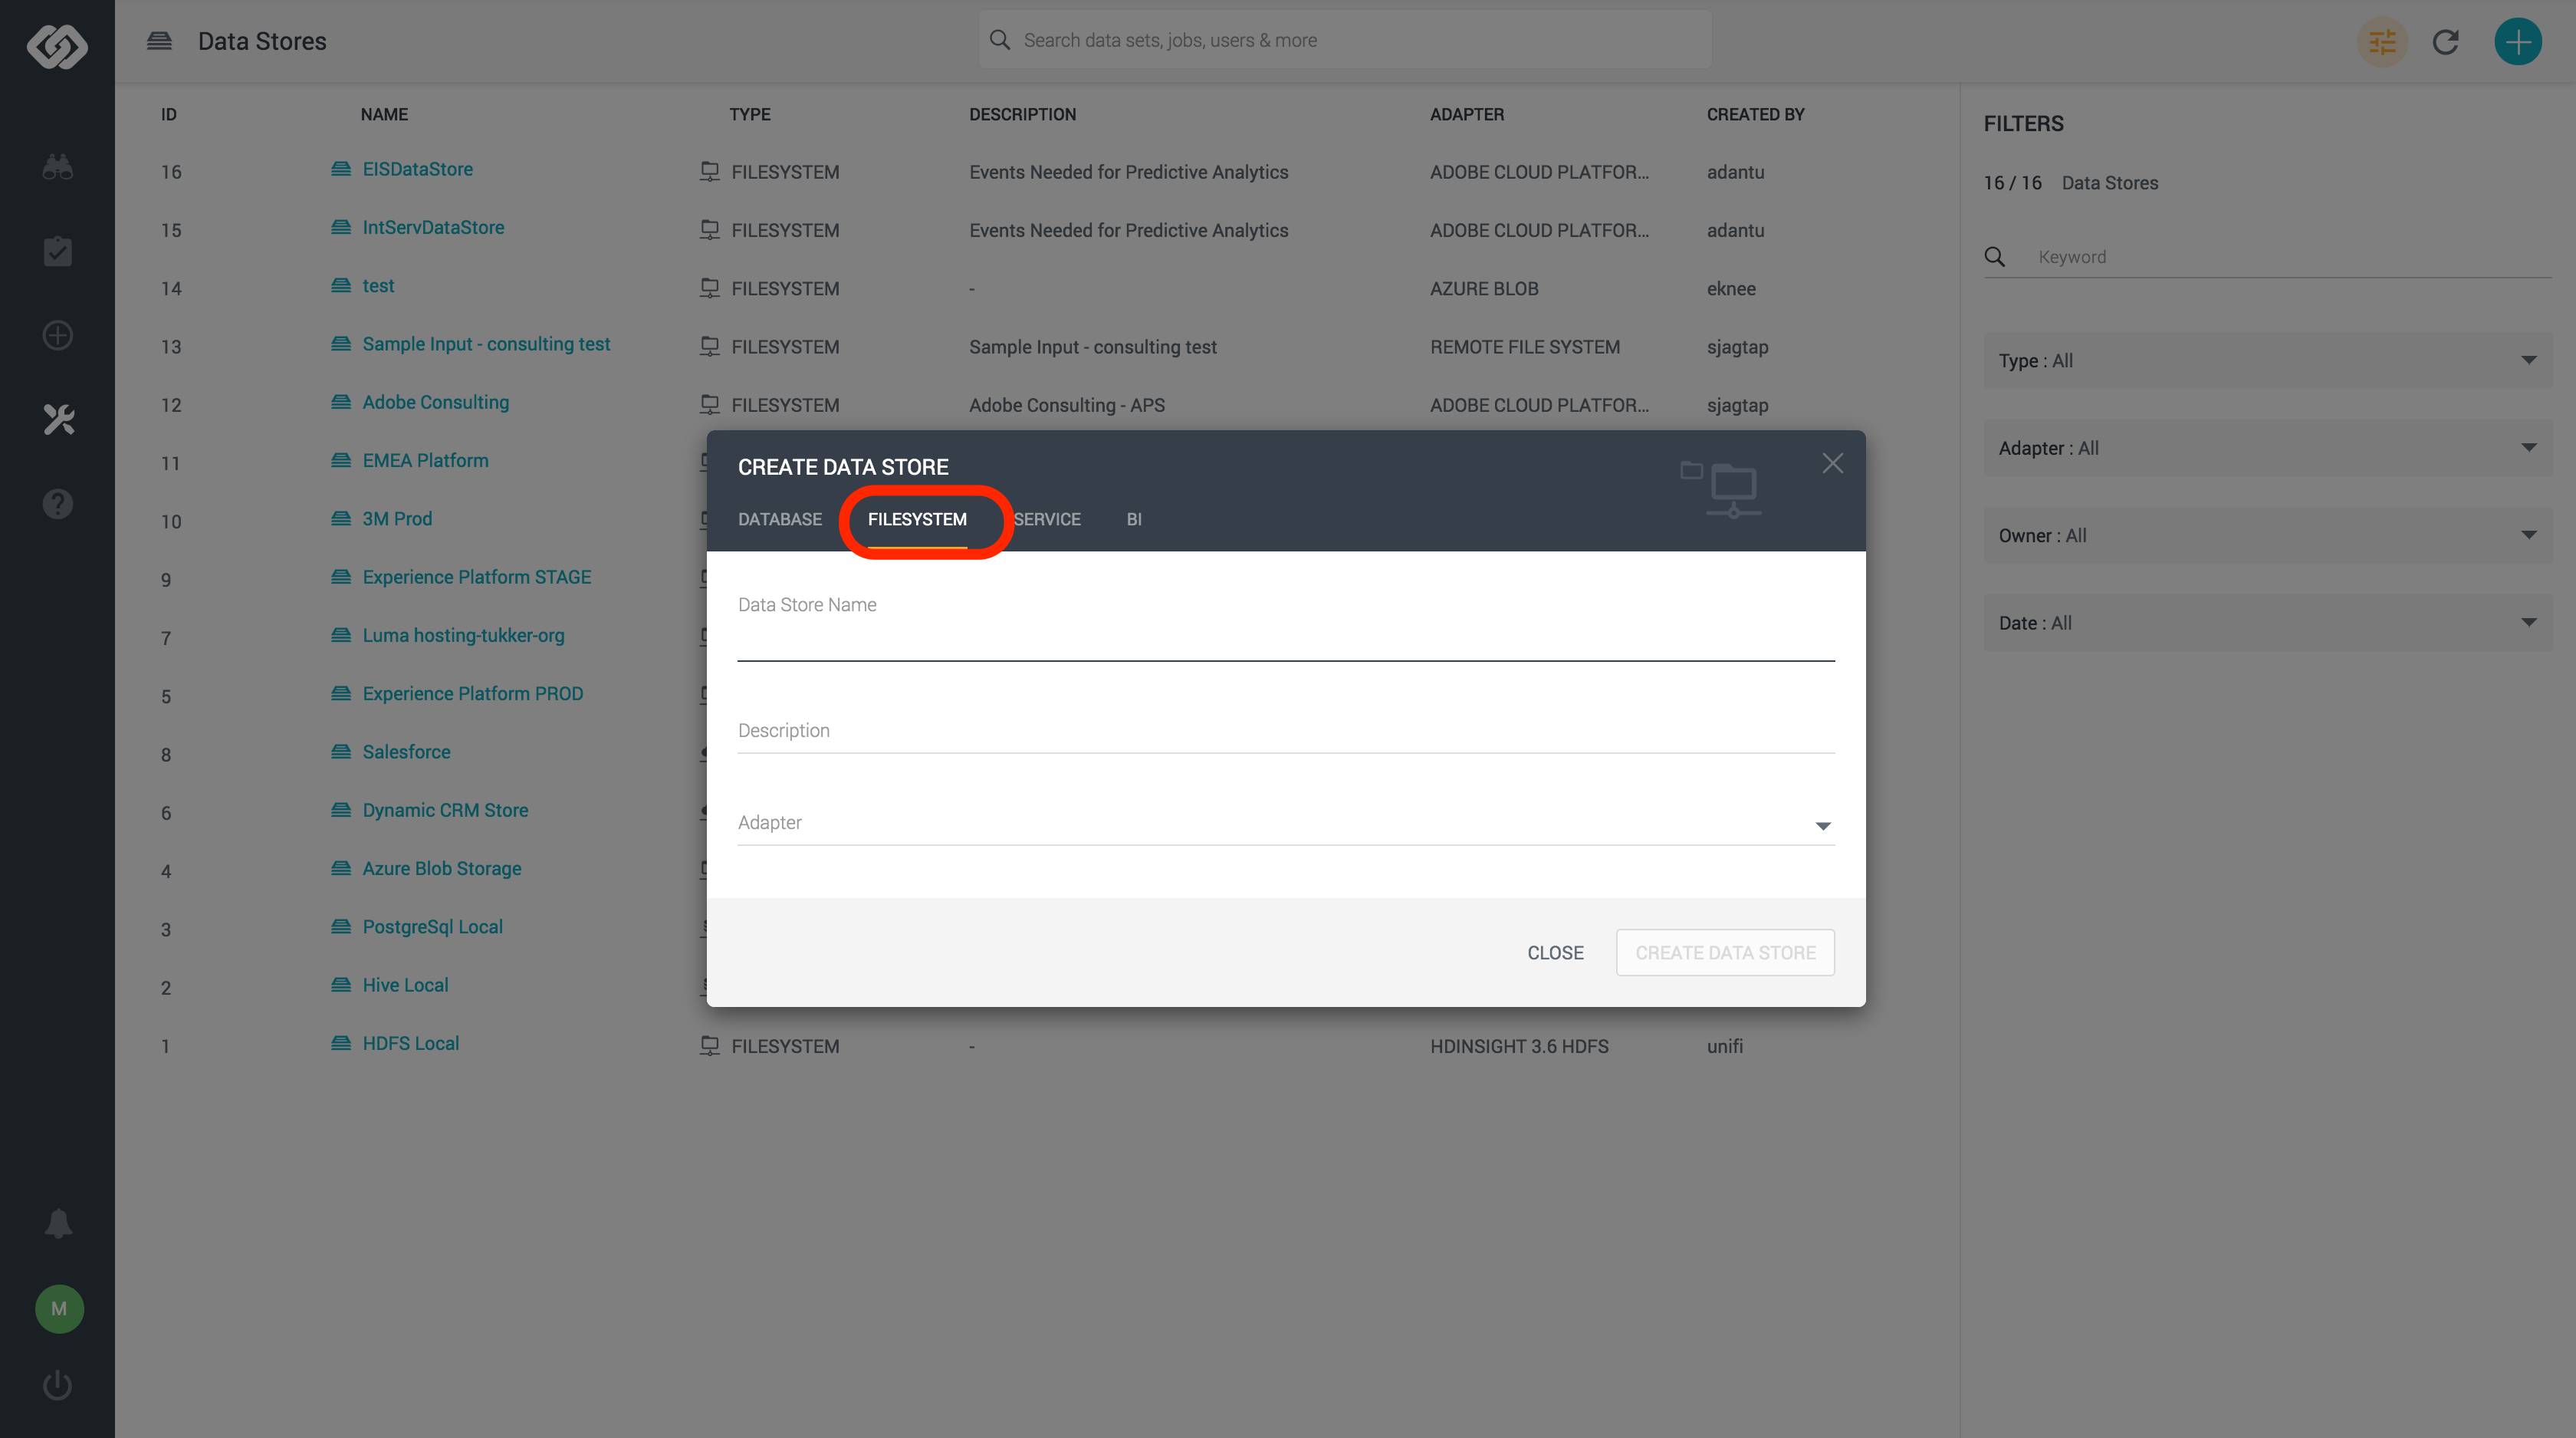 Data Stores
Search data sets, jobs, users & more
ID NAME TYPE DESCRIPTION ADAPTER CREATED BY
16 EISDataStore FILESYSTEM Events Needed for Predictive Analytics ADOBE CLOUD PLATFOR... adantu
15 IntServDataStore FILESYSTEM Events Needed for Predictive Analytics ADOBE CLOUD PLATFOR... adantu
14 test FILESYSTEM - AZURE BLOB eknee
13 Sample Input - consulting test FILESYSTEM Sample Input - consulting test REMOTE FILE SYSTEM sjagtap
12 Adobe Consulting FILESYSTEM Adobe Consulting - APS ADOBE CLOUD PLATFOR... sjagtap
11 EMEA Platform
10 3M Prod
9 Experience Platform STAGE
7 Luma hosting-tukker-org
5 Experience Platform PROD
8 Salesforce
6 Dynamic CRM Store
4 Azure Blob Storage
3 PostgreSql Local
2 Hive Local
1 HDFS Local FILESYSTEM - HDINSIGHT 3.6 HDFS unifi
CREATE DATA STORE
DATABASE FILESYSTEM SERVICE BI
Data Store Name
Description
Adapter
CLOSE CREATE DATA STORE
FILTERS
16 / 16 Data Stores
Keyword
Type : All
Adapter : All
Owner : All
Date : All
M